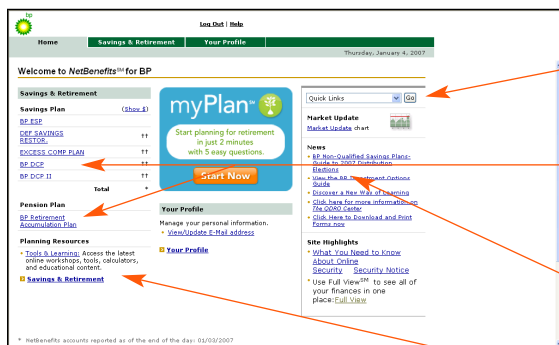 bp
Log Out | Help
Home
Savings & Retirement
Your Profile
Thursday, January 4, 2007
Welcome to NetBenefits℠ for BP
Savings & Retirement
Savings Plan (Show $)
BP ESP
DEF SAVINGS
RESTOR. ††
EXCESS COMP PLAN ††
BP DCP ††
BP DCP II ††
Total *
Pension Plan
BP Retirement
Accumulation Plan
Planning Resources
• Tools & Learning: Access the latest
online workshops, tools, calculators,
and educational content.
Savings & Retirement
myPlan℠
Start planning for retirement
in just 2 minutes
with 5 easy questions.
Start Now
Your Profile
Manage your personal information.
• View/Update E-Mail address
Your Profile
Quick Links Go
Market Update
Market Update chart
News
• BP Non-Qualified Savings Plans-
Guide to 2007 Distribution
Elections
• View the BP Investment Options
Guide
• Discover a New Way of Learning
• Click here for more information on
The QDRO Center
• Click Here to Download and Print
Forms now
Site Highlights
• What You Need to Know
About Online
Security Security Notice
• Use Full View℠ to see all of
your finances in one
place:Full View
* NetBenefits accounts reported as of the end of the day: 01/03/2007